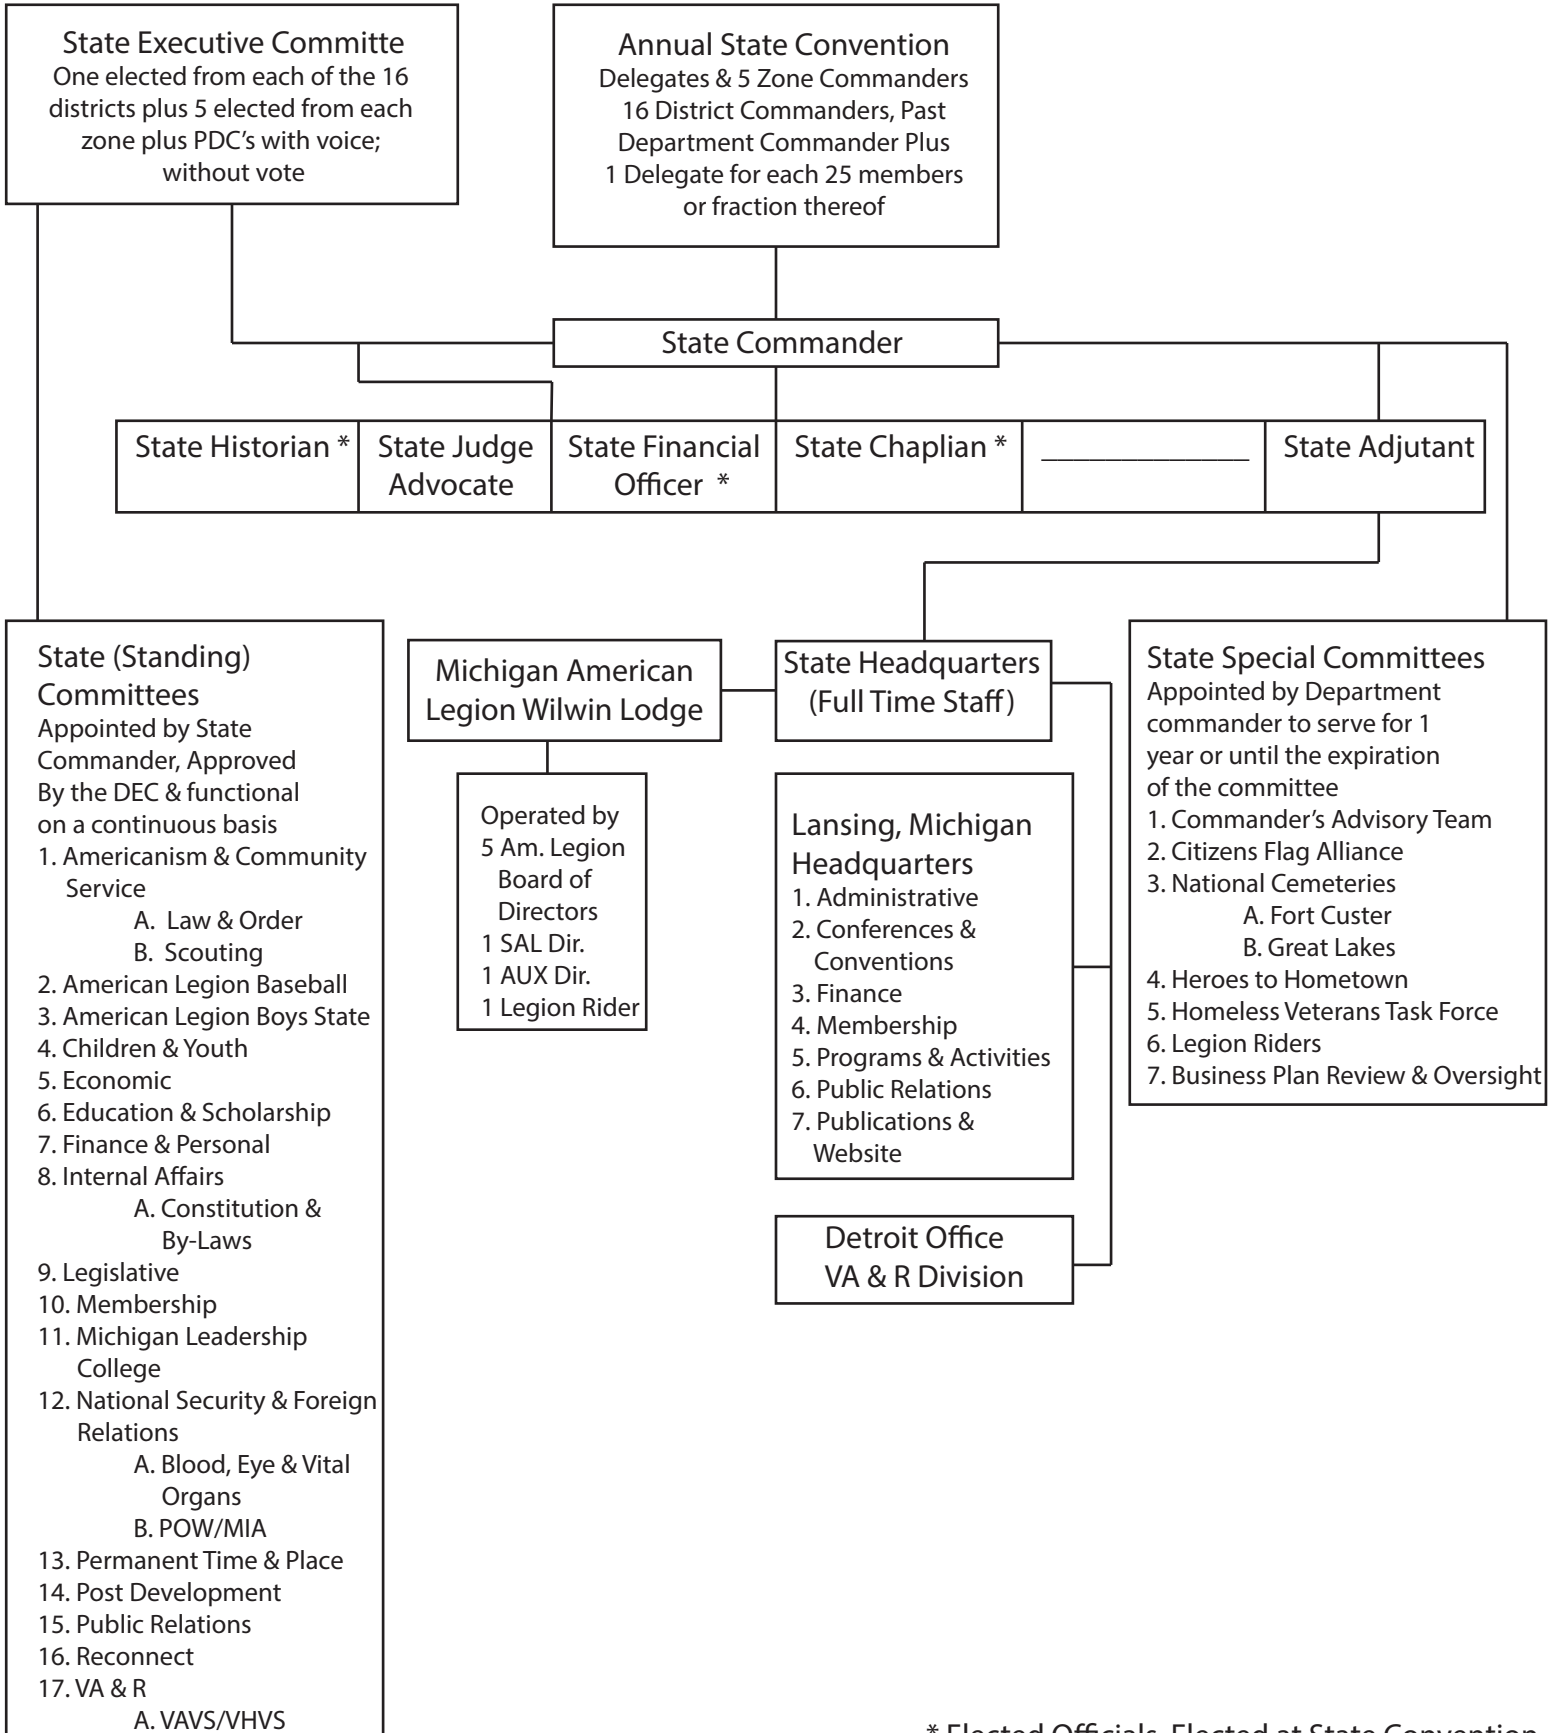 State Executive Committe
One elected from each of the 16
districts plus 5 elected from each
zone plus PDC's with voice;
without vote
Annual State Convention
Delegates & 5 Zone Commanders
16 District Commanders, Past
Department Commander Plus
1 Delegate for each 25 members
or fraction thereof
State Commander
State Historian *
State Judge
Advocate
State Financial
Officer *
State Chaplian *
_______________
State Adjutant
State (Standing)
Committees
Appointed by State
Commander, Approved
By the DEC & functional
on a continuous basis
1. Americanism & Community
Service
A. Law & Order
B. Scouting
2. American Legion Baseball
3. American Legion Boys State
4. Children & Youth
5. Economic
6. Education & Scholarship
7. Finance & Personal
8. Internal Affairs
A. Constitution &
By-Laws
9. Legislative
10. Membership
11. Michigan Leadership
College
12. National Security & Foreign
Relations
A. Blood, Eye & Vital
Organs
B. POW/MIA
13. Permanent Time & Place
14. Post Development
15. Public Relations
16. Reconnect
17. VA & R
A. VAVS/VHVS
Michigan American
Legion Wilwin Lodge
Operated by
5 Am. Legion
Board of
Directors
1 SAL Dir.
1 AUX Dir.
1 Legion Rider
State Headquarters
(Full Time Staff)
Lansing, Michigan
Headquarters
1. Administrative
2. Conferences &
Conventions
3. Finance
4. Membership
5. Programs & Activities
6. Public Relations
7. Publications &
Website
Detroit Office
VA & R Division
State Special Committees
Appointed by Department
commander to serve for 1
year or until the expiration
of the committee
1. Commander's Advisory Team
2. Citizens Flag Alliance
3. National Cemeteries
A. Fort Custer
B. Great Lakes
4. Heroes to Hometown
5. Homeless Veterans Task Force
6. Legion Riders
7. Business Plan Review & Oversight
* Elected Officials, Elected at State Convention